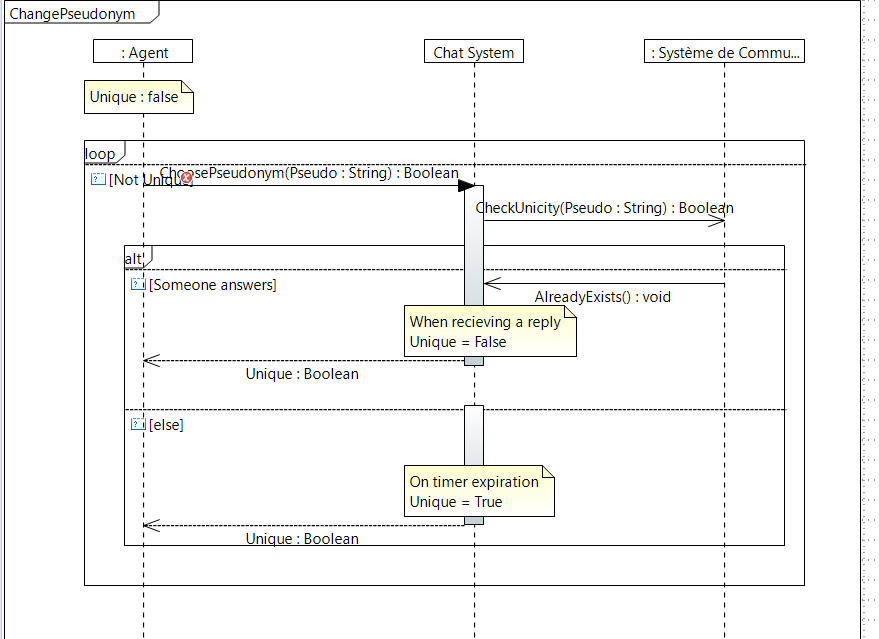 ChangePseudonym
: Agent
Chat System
: Système de Commu...
Unique : false
loop
ChoosePseudonym(Pseudo : String) : Boolean
[Not Unique]
CheckUnicity(Pseudo : String) : Boolean
alt
[Someone answers]
AlreadyExists() : void
When recieving a reply
Unique = False
Unique : Boolean
[else]
On timer expiration
Unique = True
Unique : Boolean